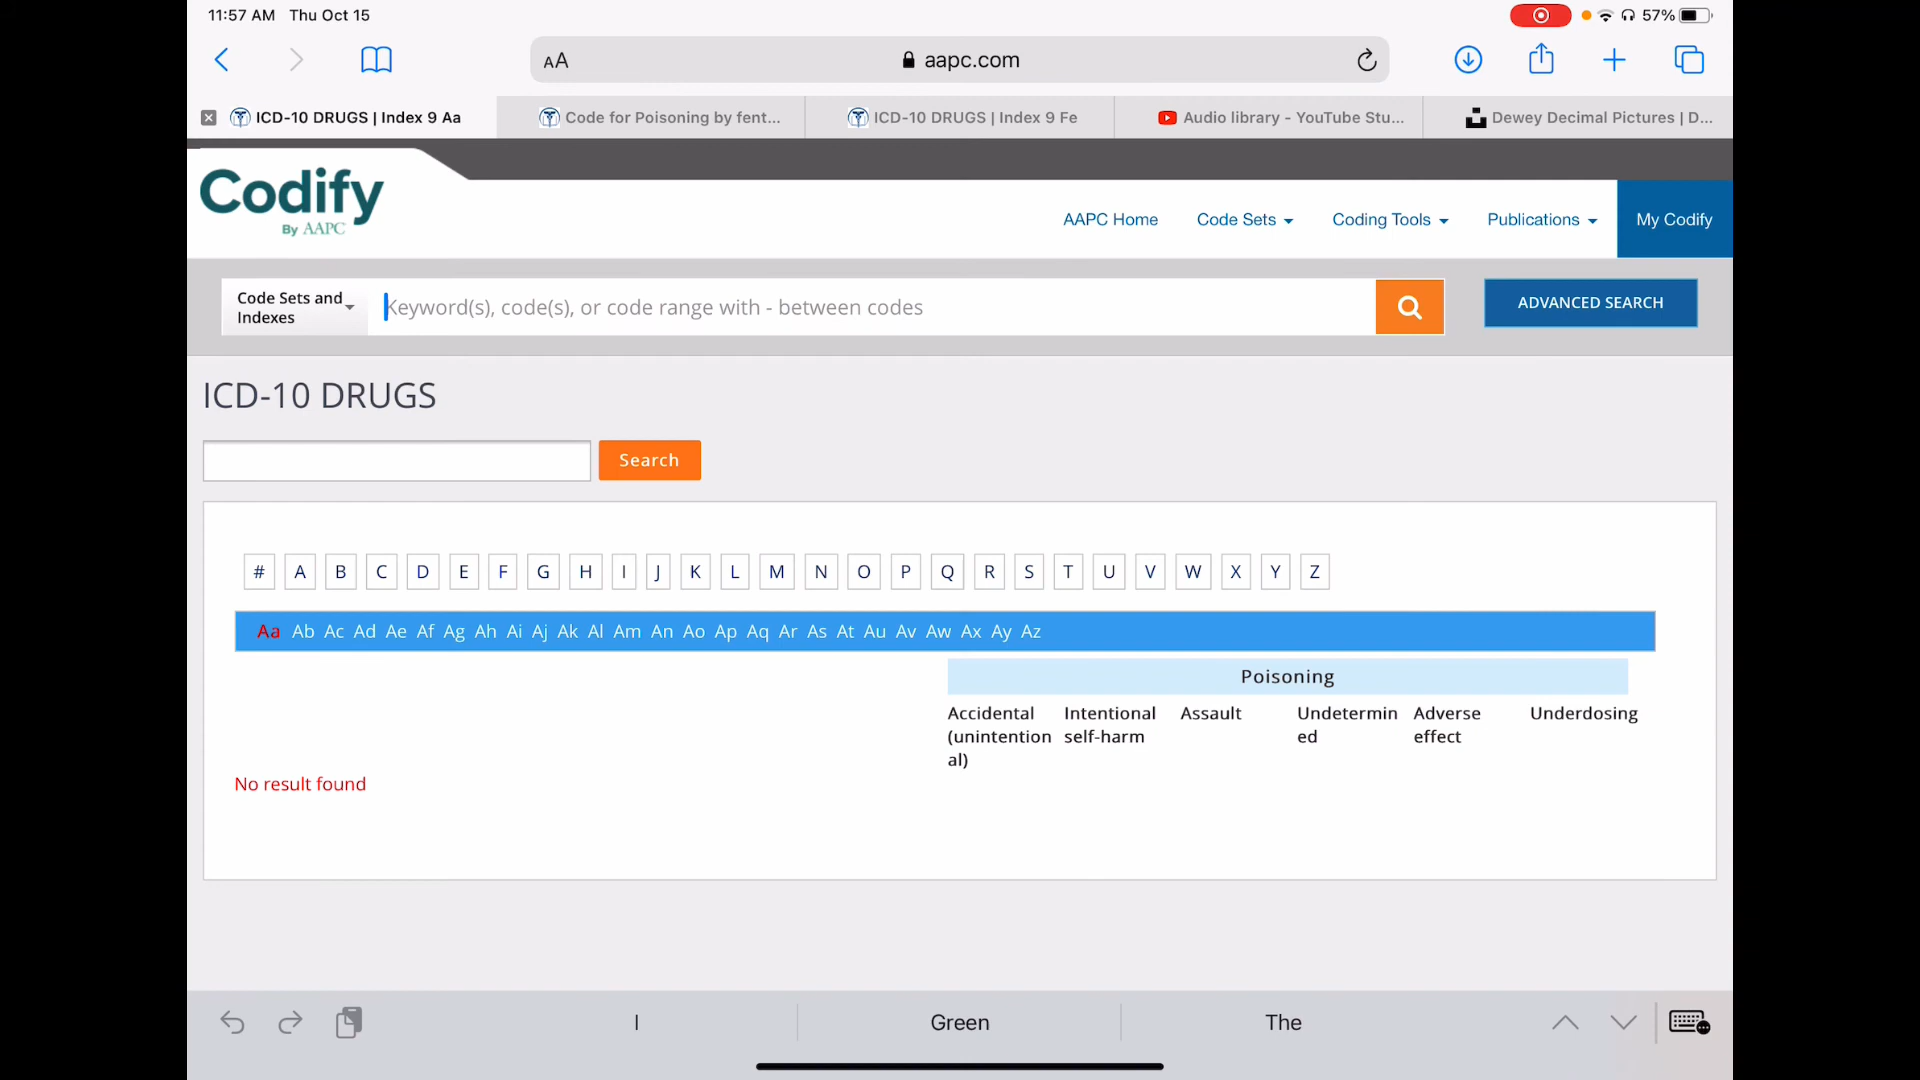 11:57 AM Thu Oct 15
57%
AA aapc.com
ICD-10 DRUGS | Index 9 Aa
Code for Poisoning by fent...
ICD-10 DRUGS | Index 9 Fe
Audio library - YouTube Stu...
Dewey Decimal Pictures | D...
Codify
By AAPC
AAPC Home Code Sets Coding Tools Publications My Codify
Code Sets and
Indexes
Keyword(s), code(s), or code range with - between codes
ADVANCED SEARCH
ICD-10 DRUGS
Search
# A B C D E F G H I J K L M N O P Q R S T U V W X Y Z
Aa Ab Ac Ad Ae Af Ag Ah Ai Aj Ak Al Am An Ao Ap Aq Ar As At Au Av Aw Ax Ay Az
Poisoning
Accidental
(unintention
al)
Intentional
self-harm
Assault
Undetermin
ed
Adverse
effect
Underdosing
No result found
I Green The